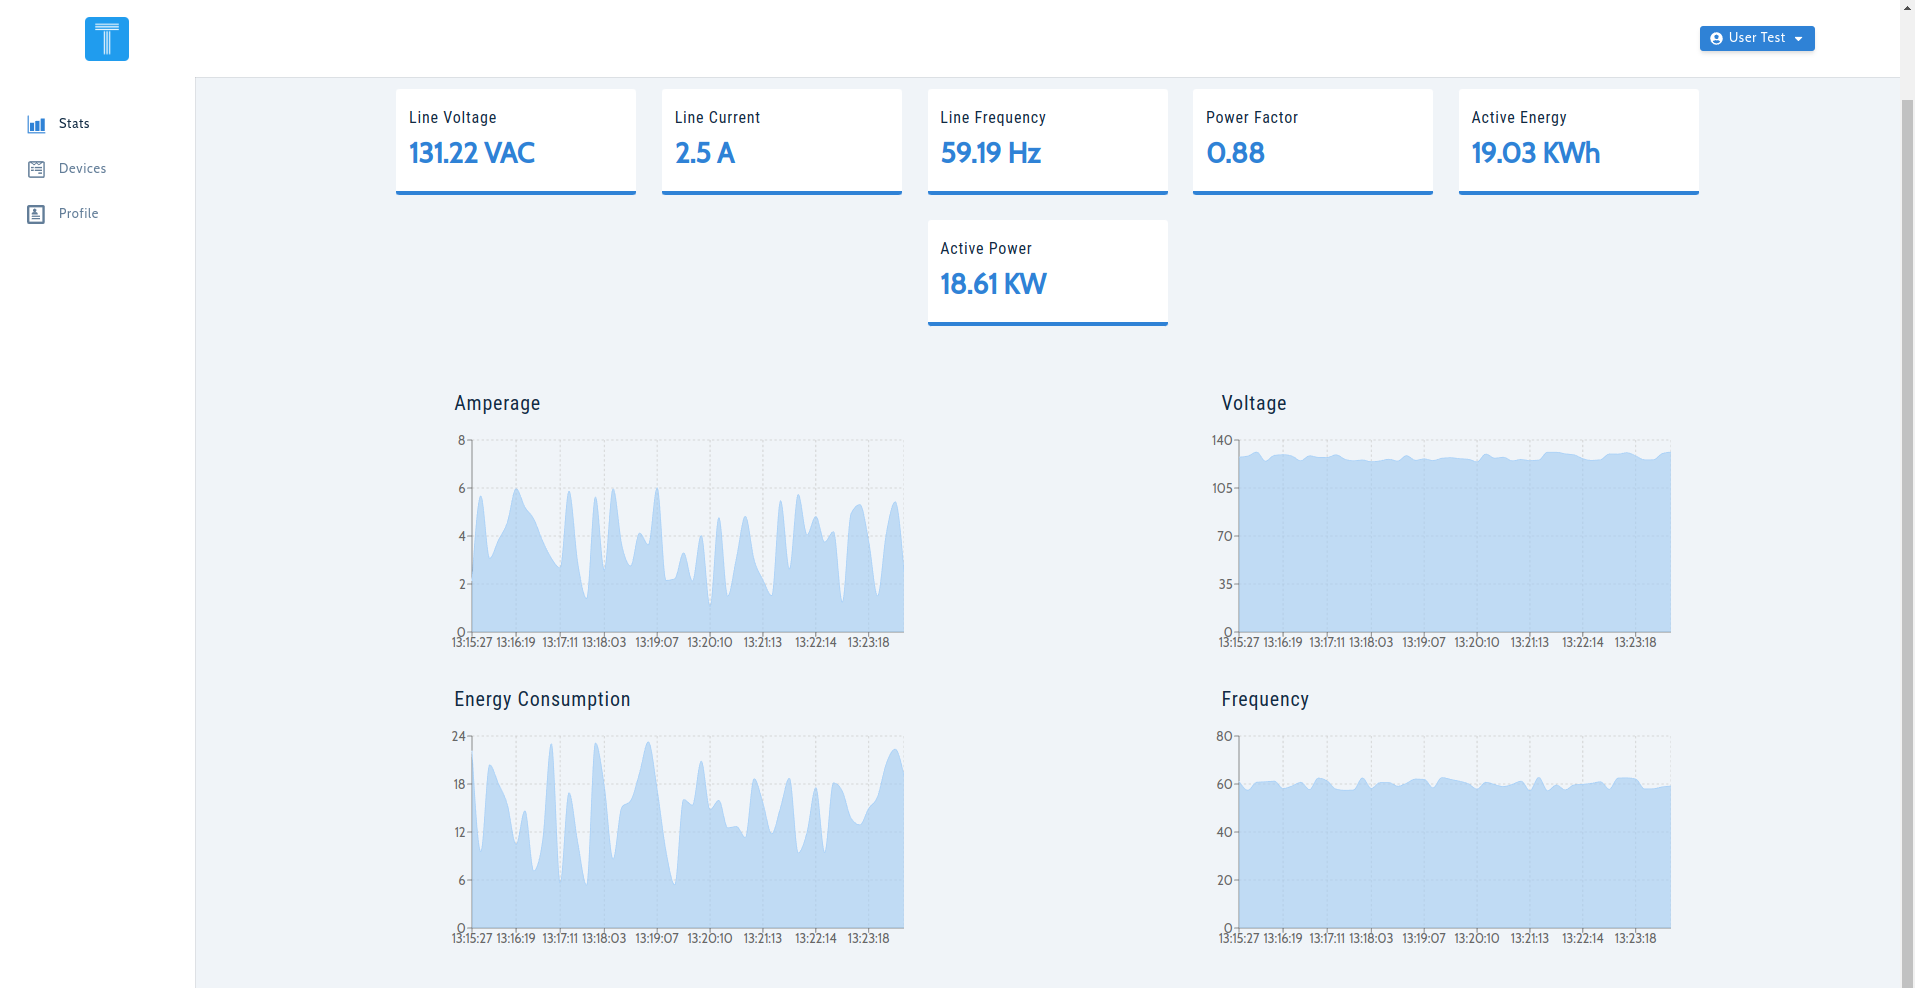 User Test
Stats
Devices
Profile
Line Voltage
131.22 VAC
Line Current
2.5 A
Line Frequency
59.19 Hz
Power Factor
0.88
Active Energy
19.03 KWh
Active Power
18.61 KW
Amperage
8
6
4
2
0
13:15:27 13:16:19 13:17:11 13:18:03 13:19:07 13:20:10 13:21:13 13:22:14 13:23:18
Voltage
140
105
70
35
0
13:15:27 13:16:19 13:17:11 13:18:03 13:19:07 13:20:10 13:21:13 13:22:14 13:23:18
Energy Consumption
24
18
12
6
0
13:15:27 13:16:19 13:17:11 13:18:03 13:19:07 13:20:10 13:21:13 13:22:14 13:23:18
Frequency
80
60
40
20
0
13:15:27 13:16:19 13:17:11 13:18:03 13:19:07 13:20:10 13:21:13 13:22:14 13:23:18